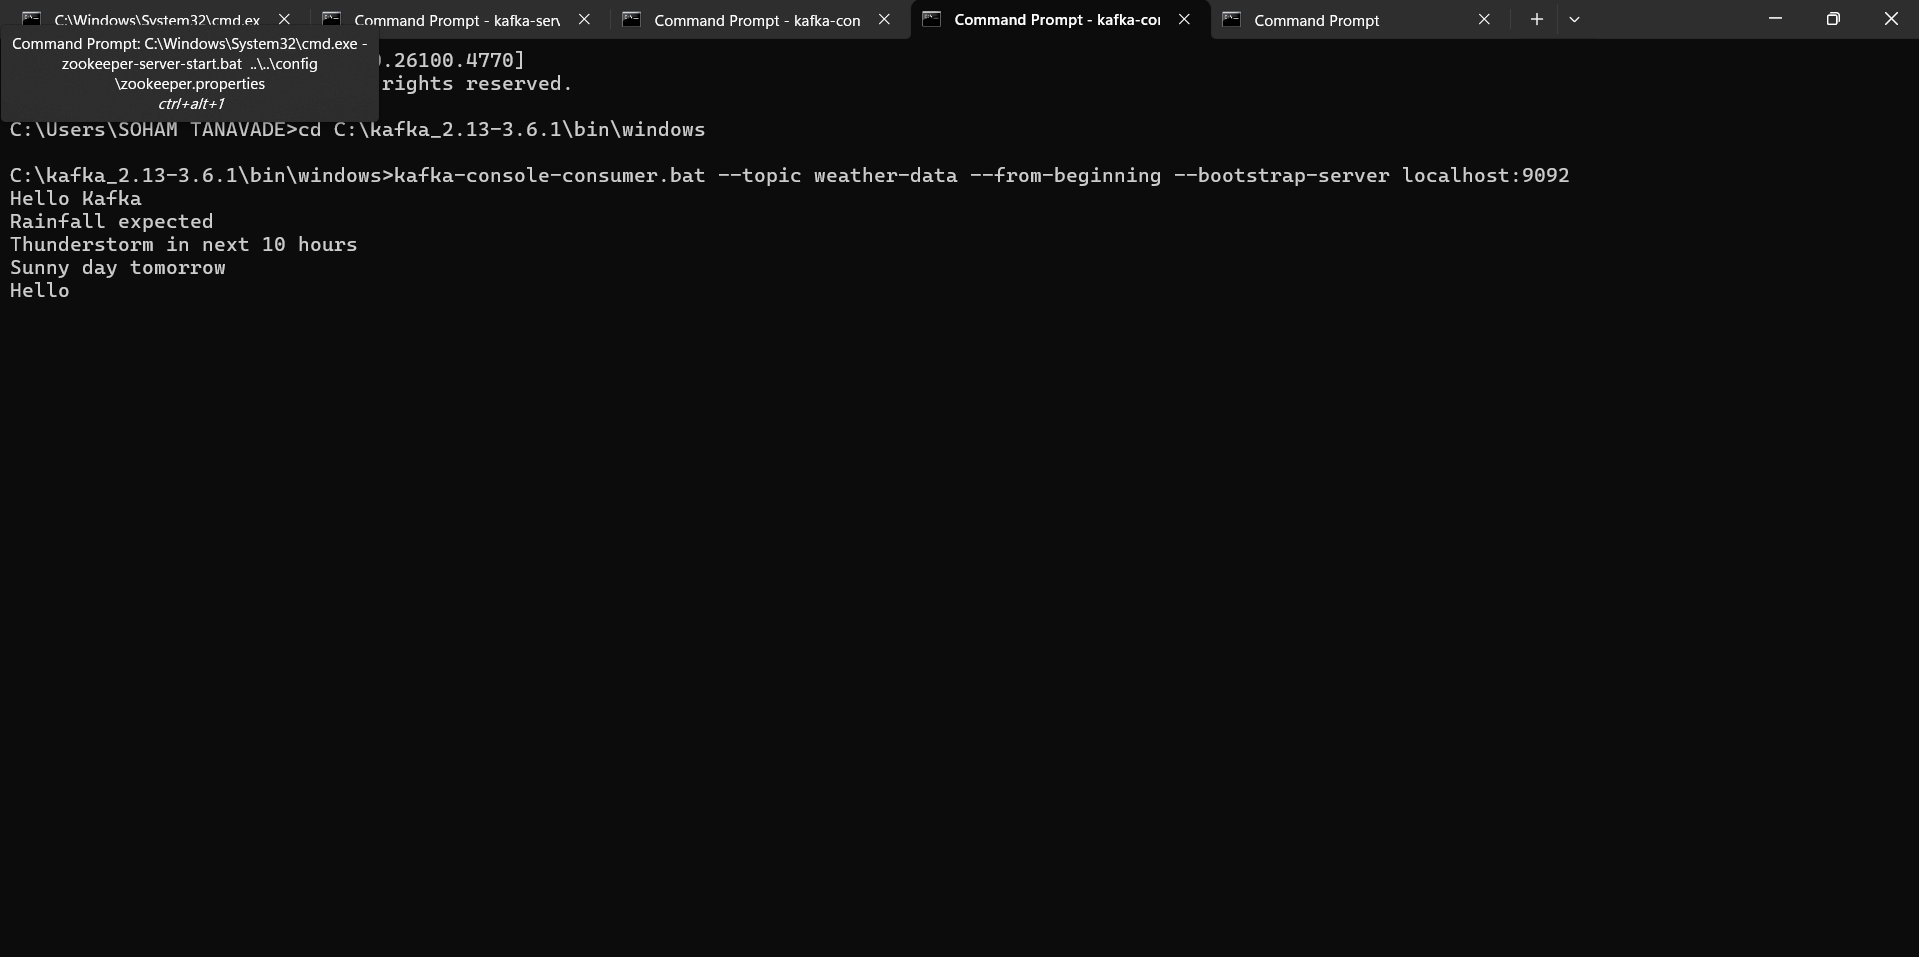 C:\Windows\System32\cmd.ex
Command Prompt - kafka-ser
Command Prompt - kafka-con
Command Prompt - kafka-co
Command Prompt
Command Prompt: C:\Windows\System32\cmd.exe -
zookeeper-server-start.bat ..\..\config
\zookeeper.properties
ctrl+alt+1
.26100.4770]
rights reserved.
C:\Users\SOHAM TANAVADE>cd C:\kafka_2.13-3.6.1\bin\windows
C:\kafka_2.13-3.6.1\bin\windows>kafka-console-consumer.bat --topic weather-data --from-beginning --bootstrap-server localhost:9092
Hello Kafka
Rainfall expected
Thunderstorm in next 10 hours
Sunny day tomorrow
Hello